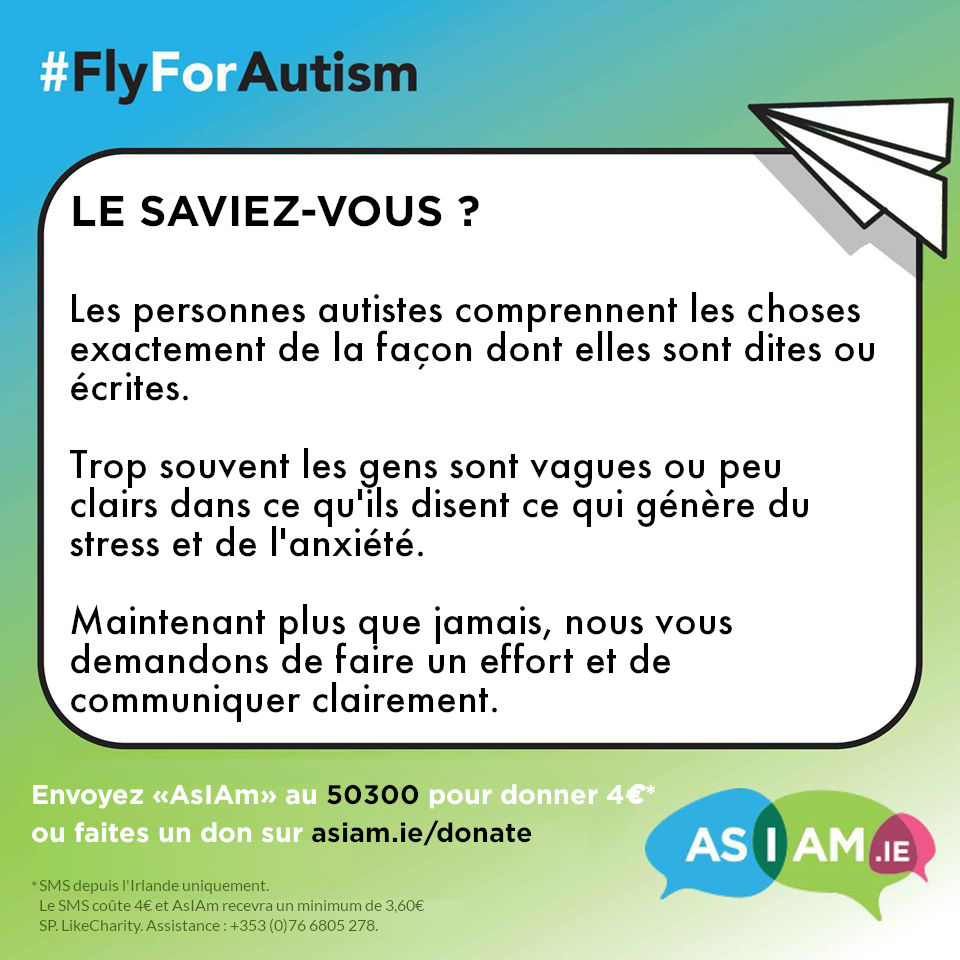 #FlyForAutism
LE SAVIEZ-VOUS ?
Les personnes autistes comprennent les choses
exactement de la façon dont elles sont dites ou
écrites.
Trop souvent les gens sont vagues ou peu
clairs dans ce qu'ils disent ce qui génère du
stress et de l'anxiété.
Maintenant plus que jamais, nous vous
demandons de faire un effort et de
communiquer clairement.
Envoyez «AsIAm» au 50300 pour donner 4€*
ou faites un don sur asiam.ie/donate
AS I AM .IE
* SMS depuis l'Irlande uniquement.
Le SMS coûte 4€ et AsIAm recevra un minimum de 3,60€
SP. LikeCharity. Assistance : +353 (0)76 6805 278.